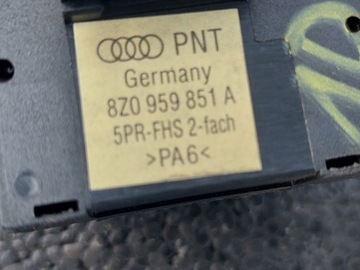 PNT
Germany
8Z0 959 851 A
5PR-FHS 2-fach
>PA6<